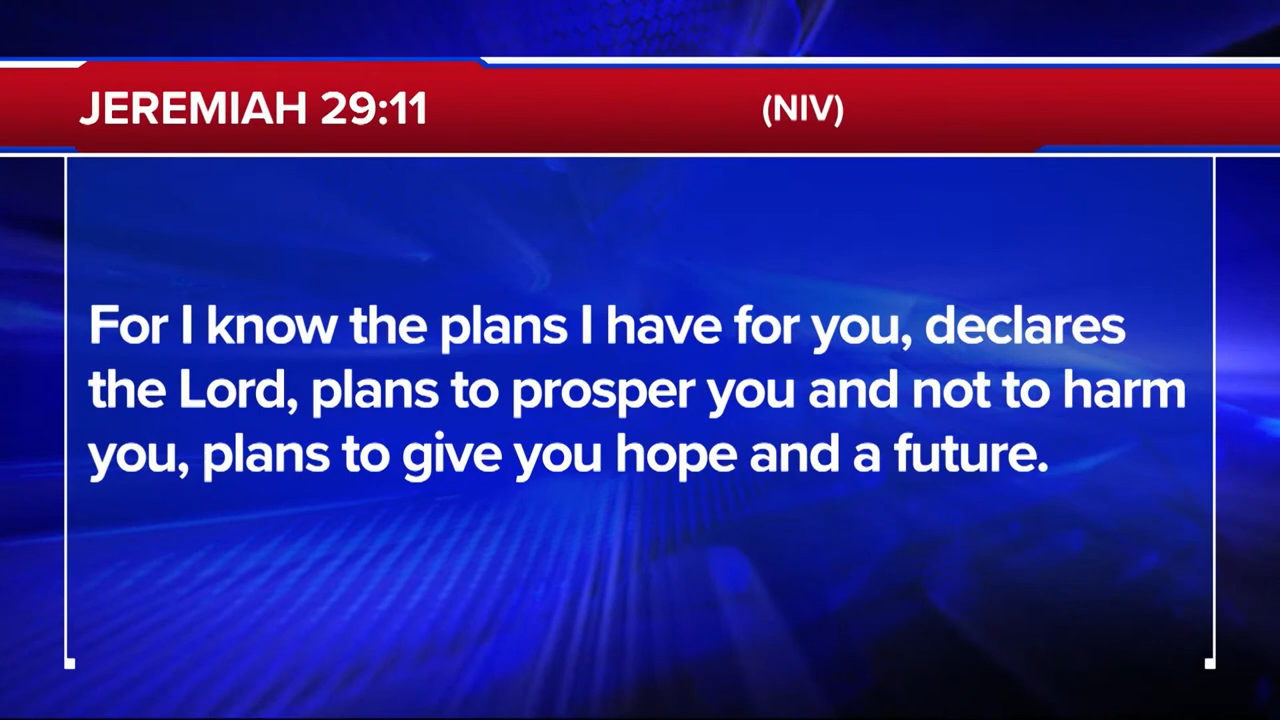 JEREMIAH 29:11 (NIV)
For I know the plans I have for you, declares
the Lord, plans to prosper you and not to harm
you, plans to give you hope and a future.